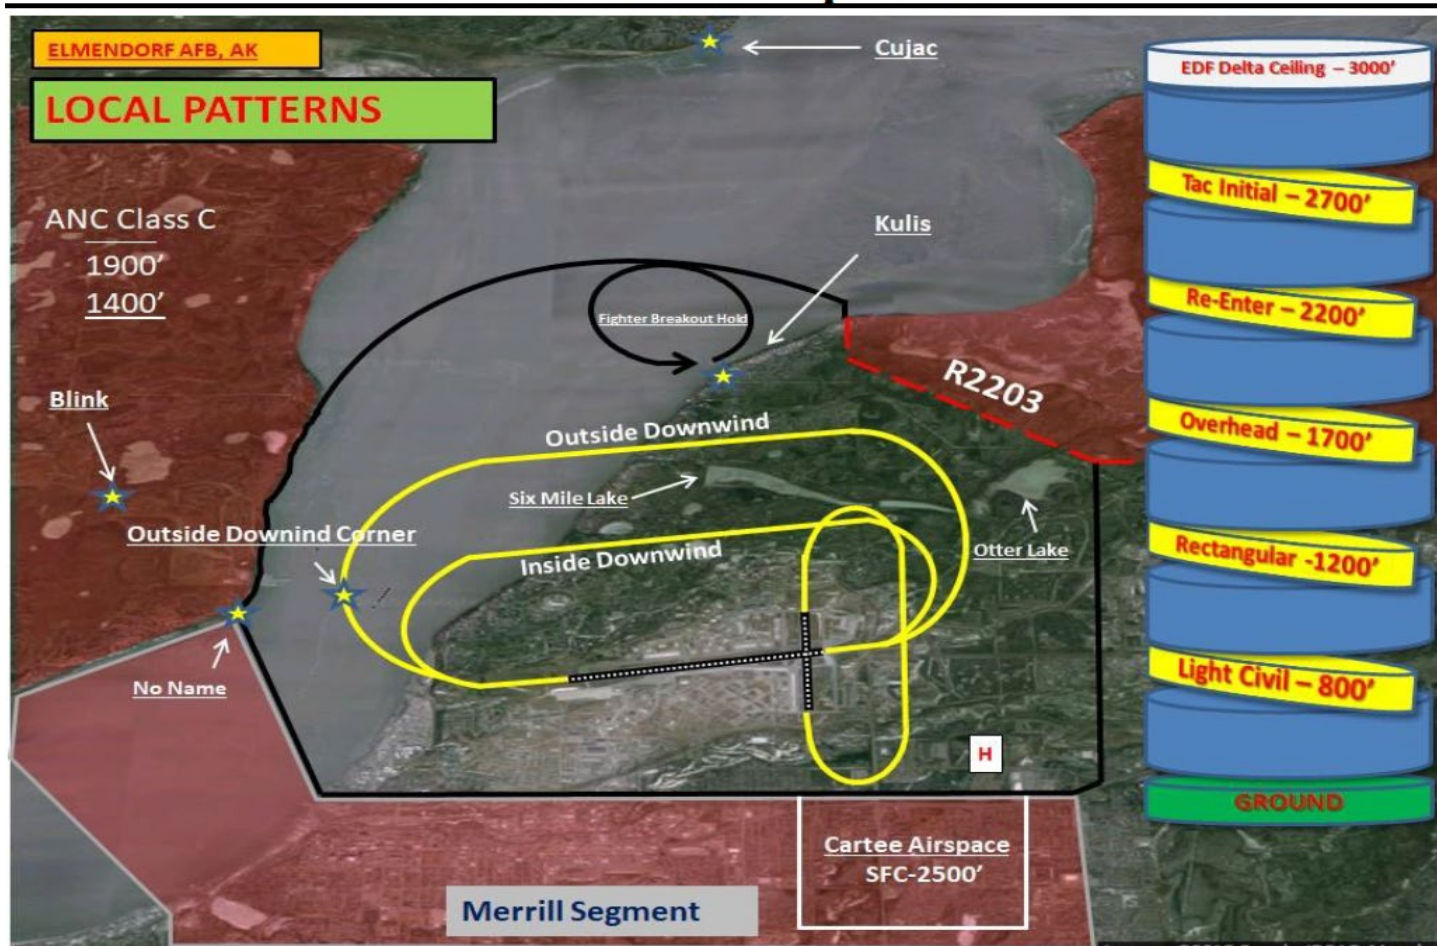 ELMENDORF AFB, AK
LOCAL PATTERNS
Cujac
EDF Delta Ceiling – 3000'
Tac Initial – 2700'
ANC Class C
1900'
1400'
Kulis
Re-Enter – 2200'
Fighter Breakout Hold
R2203
Blink
Outside Downwind
Overhead – 1700'
Six Mile Lake
Outside Downind Corner
Inside Downwind
Otter Lake
Rectangular -1200'
No Name
Light Civil – 800'
H
GROUND
Cartee Airspace
SFC-2500'
Merrill Segment